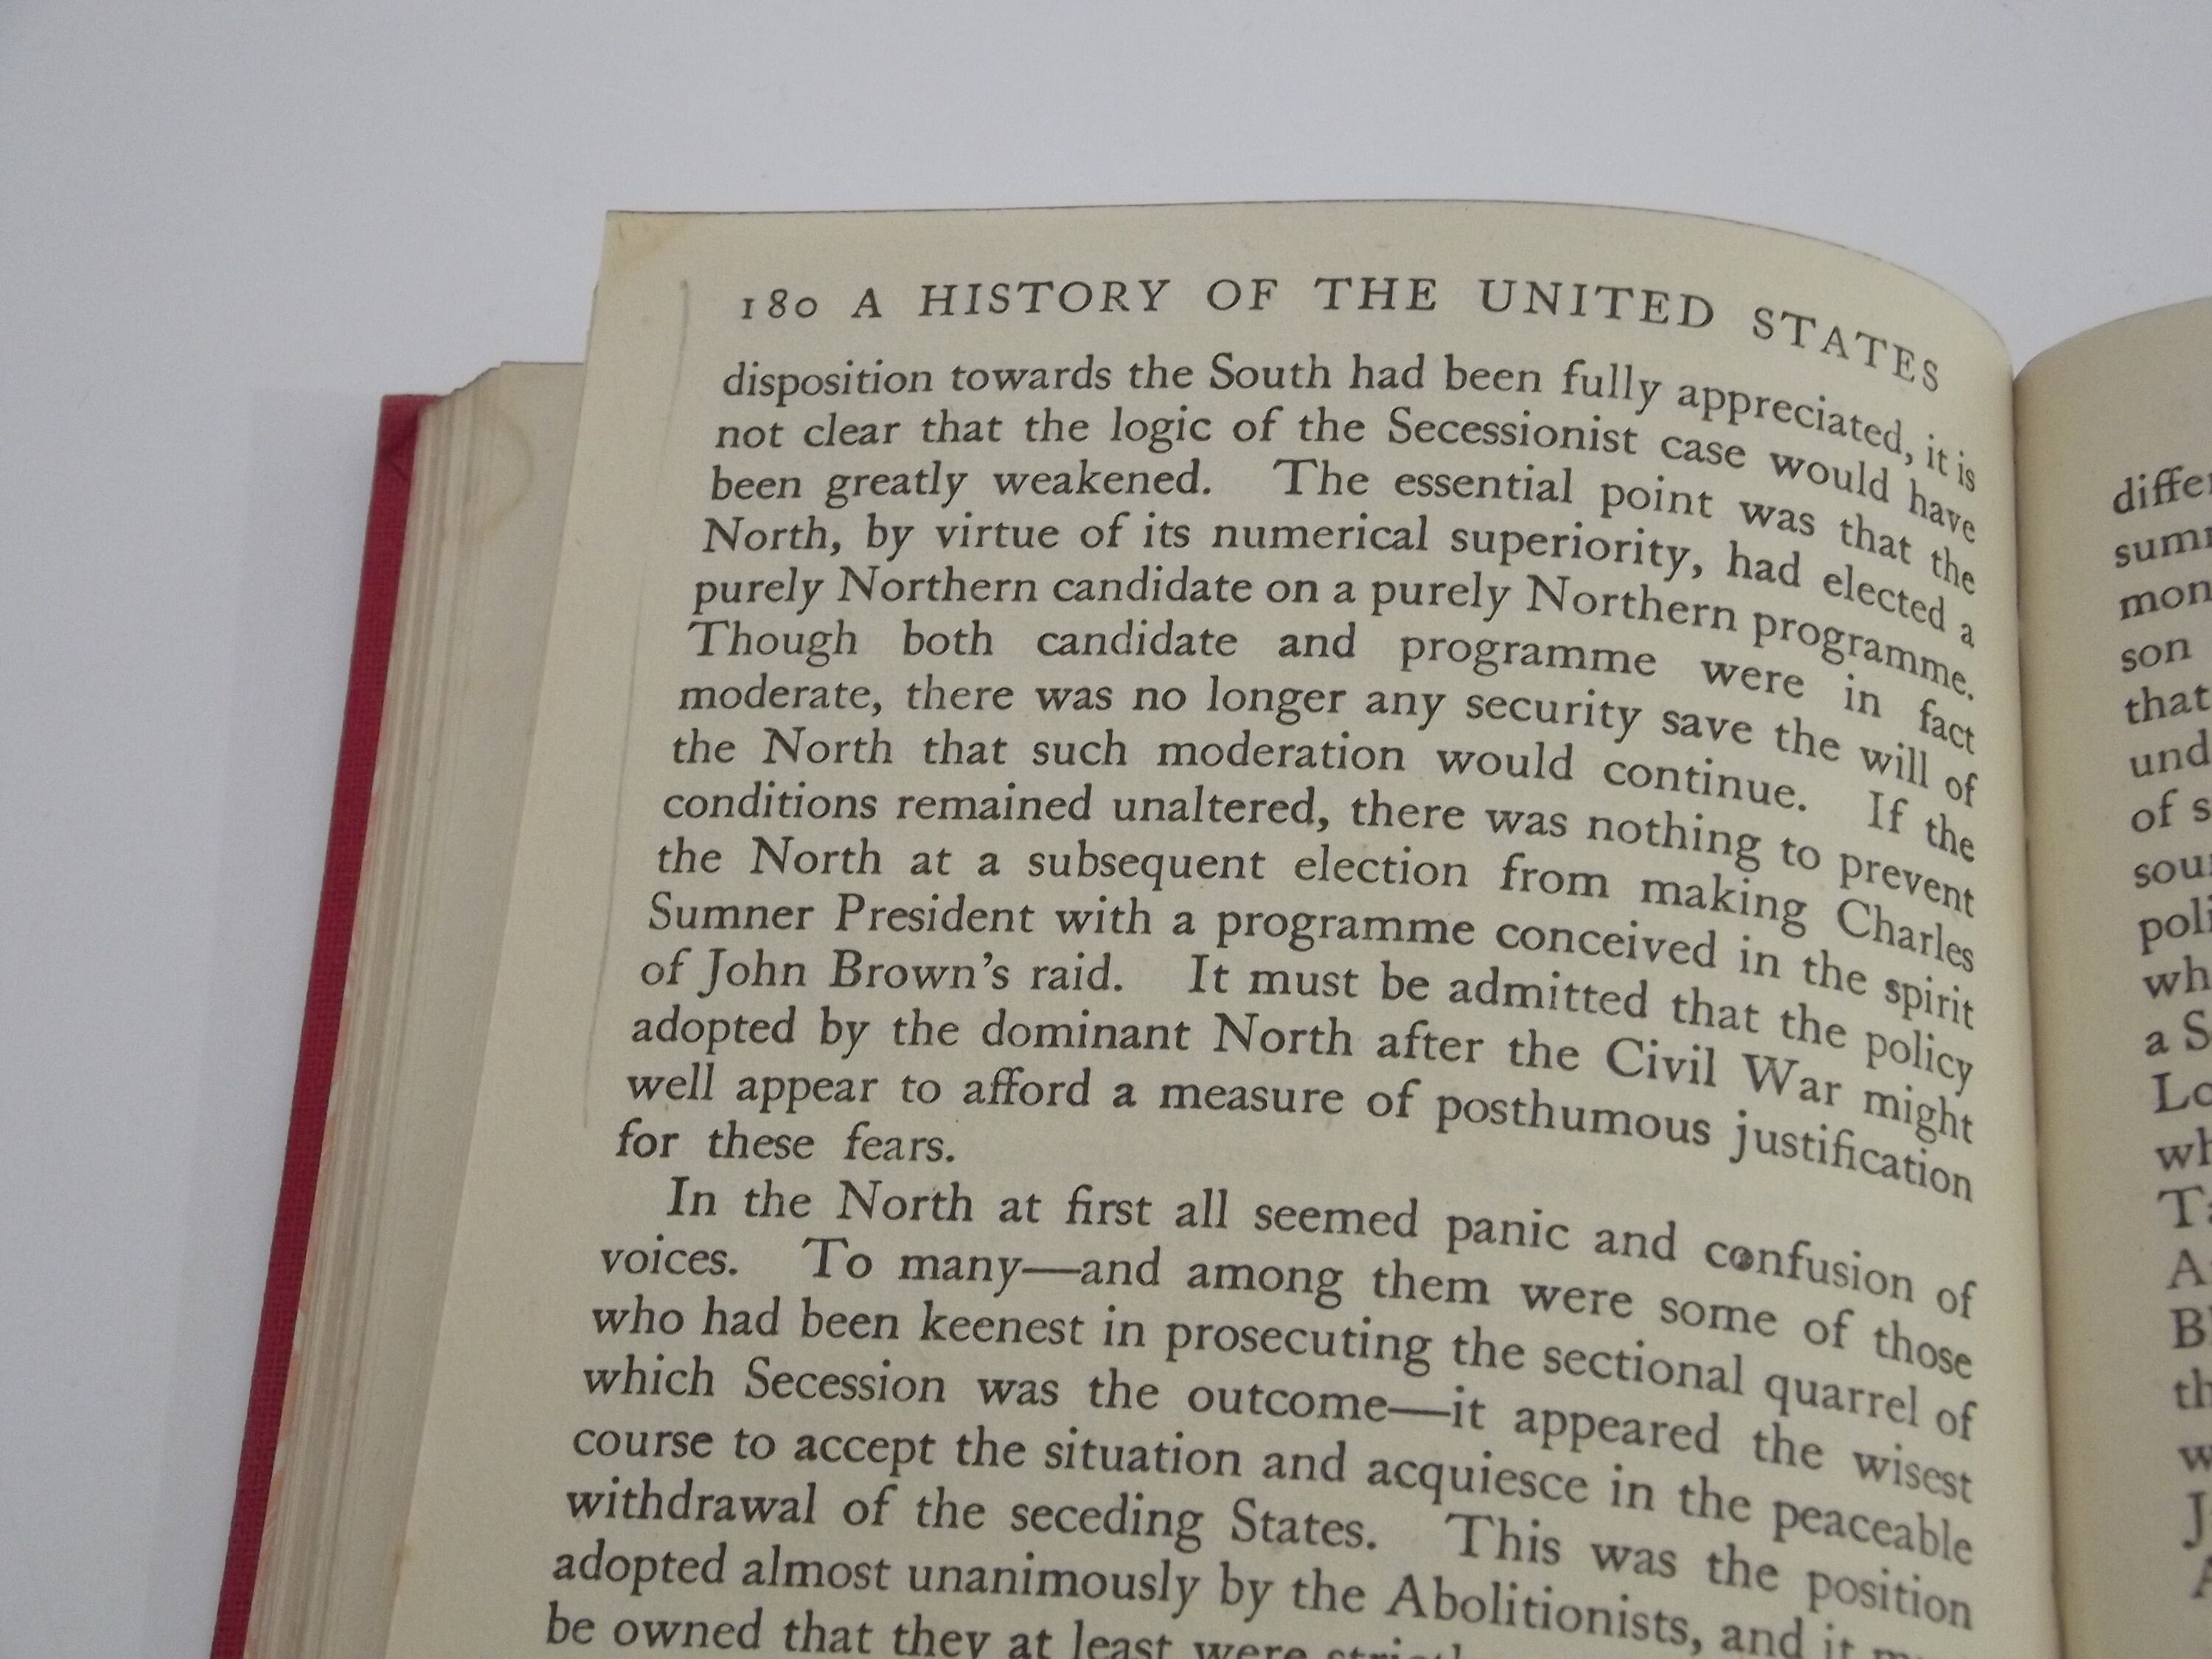 180 A HISTORY OF THE UNITED STATES
disposition towards the South had been fully appreciated, it is
not clear that the logic of the Secessionist case would have
been greatly weakened. The essential point was that the
North, by virtue of its numerical superiority, had elected a
purely Northern candidate on a purely Northern programme.
Though both candidate and programme were in fact
moderate, there was no longer any security save the will of
the North that such moderation would continue. If the
conditions remained unaltered, there was nothing to prevent
the North at a subsequent election from making Charles
Sumner President with a programme conceived in the spirit
of John Brown's raid. It must be admitted that the policy
adopted by the dominant North after the Civil War might
well appear to afford a measure of posthumous justification
for these fears.
In the North at first all seemed panic and confusion of
voices. To many—and among them were some of those
who had been keenest in prosecuting the sectional quarrel of
which Secession was the outcome—it appeared the wisest
course to accept the situation and acquiesce in the peaceable
withdrawal of the seceding States. This was the position
adopted almost unanimously by the Abolitionists, and it
be owned that they at least were
son
that
of
a